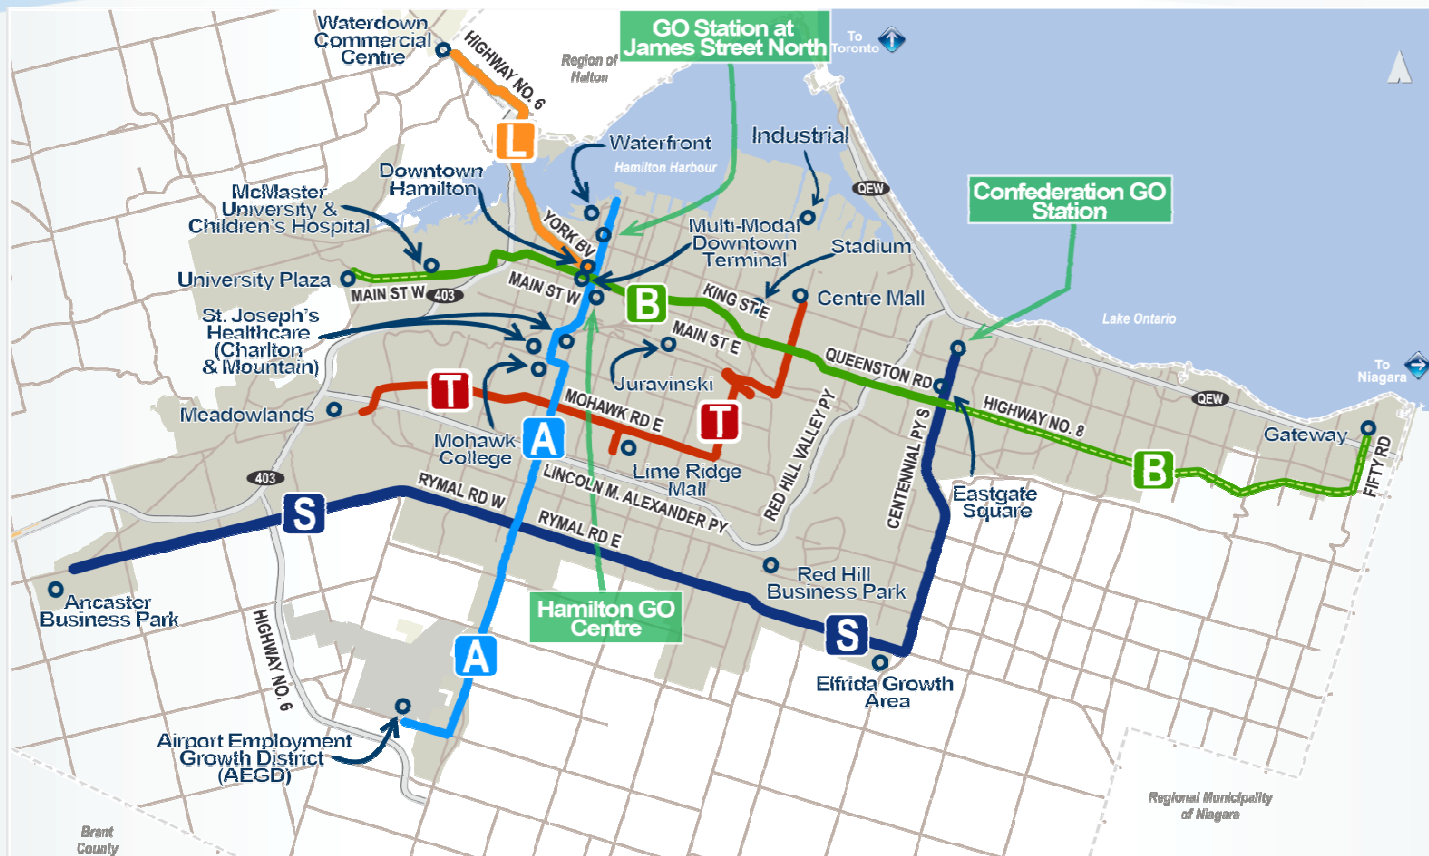 Waterdown
Commercial
Centre
HIGHWAY NO. 6
Region of
Halton
GO Station at
James Street North
To
Toronto
L
Waterfront
Industrial
Hamilton Harbour
QEW
Confederation GO
Station
Downtown
Hamilton
McMaster
University &
Children's Hospital
YORK BV
Multi-Modal
Downtown
Terminal
Stadium
University Plaza
MAIN ST W
403
MAIN ST W
B
KING ST E
Centre Mall
Lake Ontario
St. Joseph's
Healthcare
(Charlton
& Mountain)
MAIN ST E
QUEENSTON RD
To
Niagara
Juravinski
T
Meadowlands
MOHAWK RD E
T
HIGHWAY NO. 8
QEW
Gateway
Mohawk
College
A
Lime Ridge
Mall
RED HILL VALLEY PY
CENTENNIAL PY S
B
FIFTY RD
403
RYMAL RD W
LINCOLN M. ALEXANDER PY
Eastgate
Square
S
RYMAL RD E
Red Hill
Business Park
Ancaster
Business Park
Hamilton GO
Centre
HIGHWAY NO. 6
A
S
Elfrida Growth
Area
Airport Employment
Growth District
(AEGD)
Regional Municipality
of Niagara
Brant
County